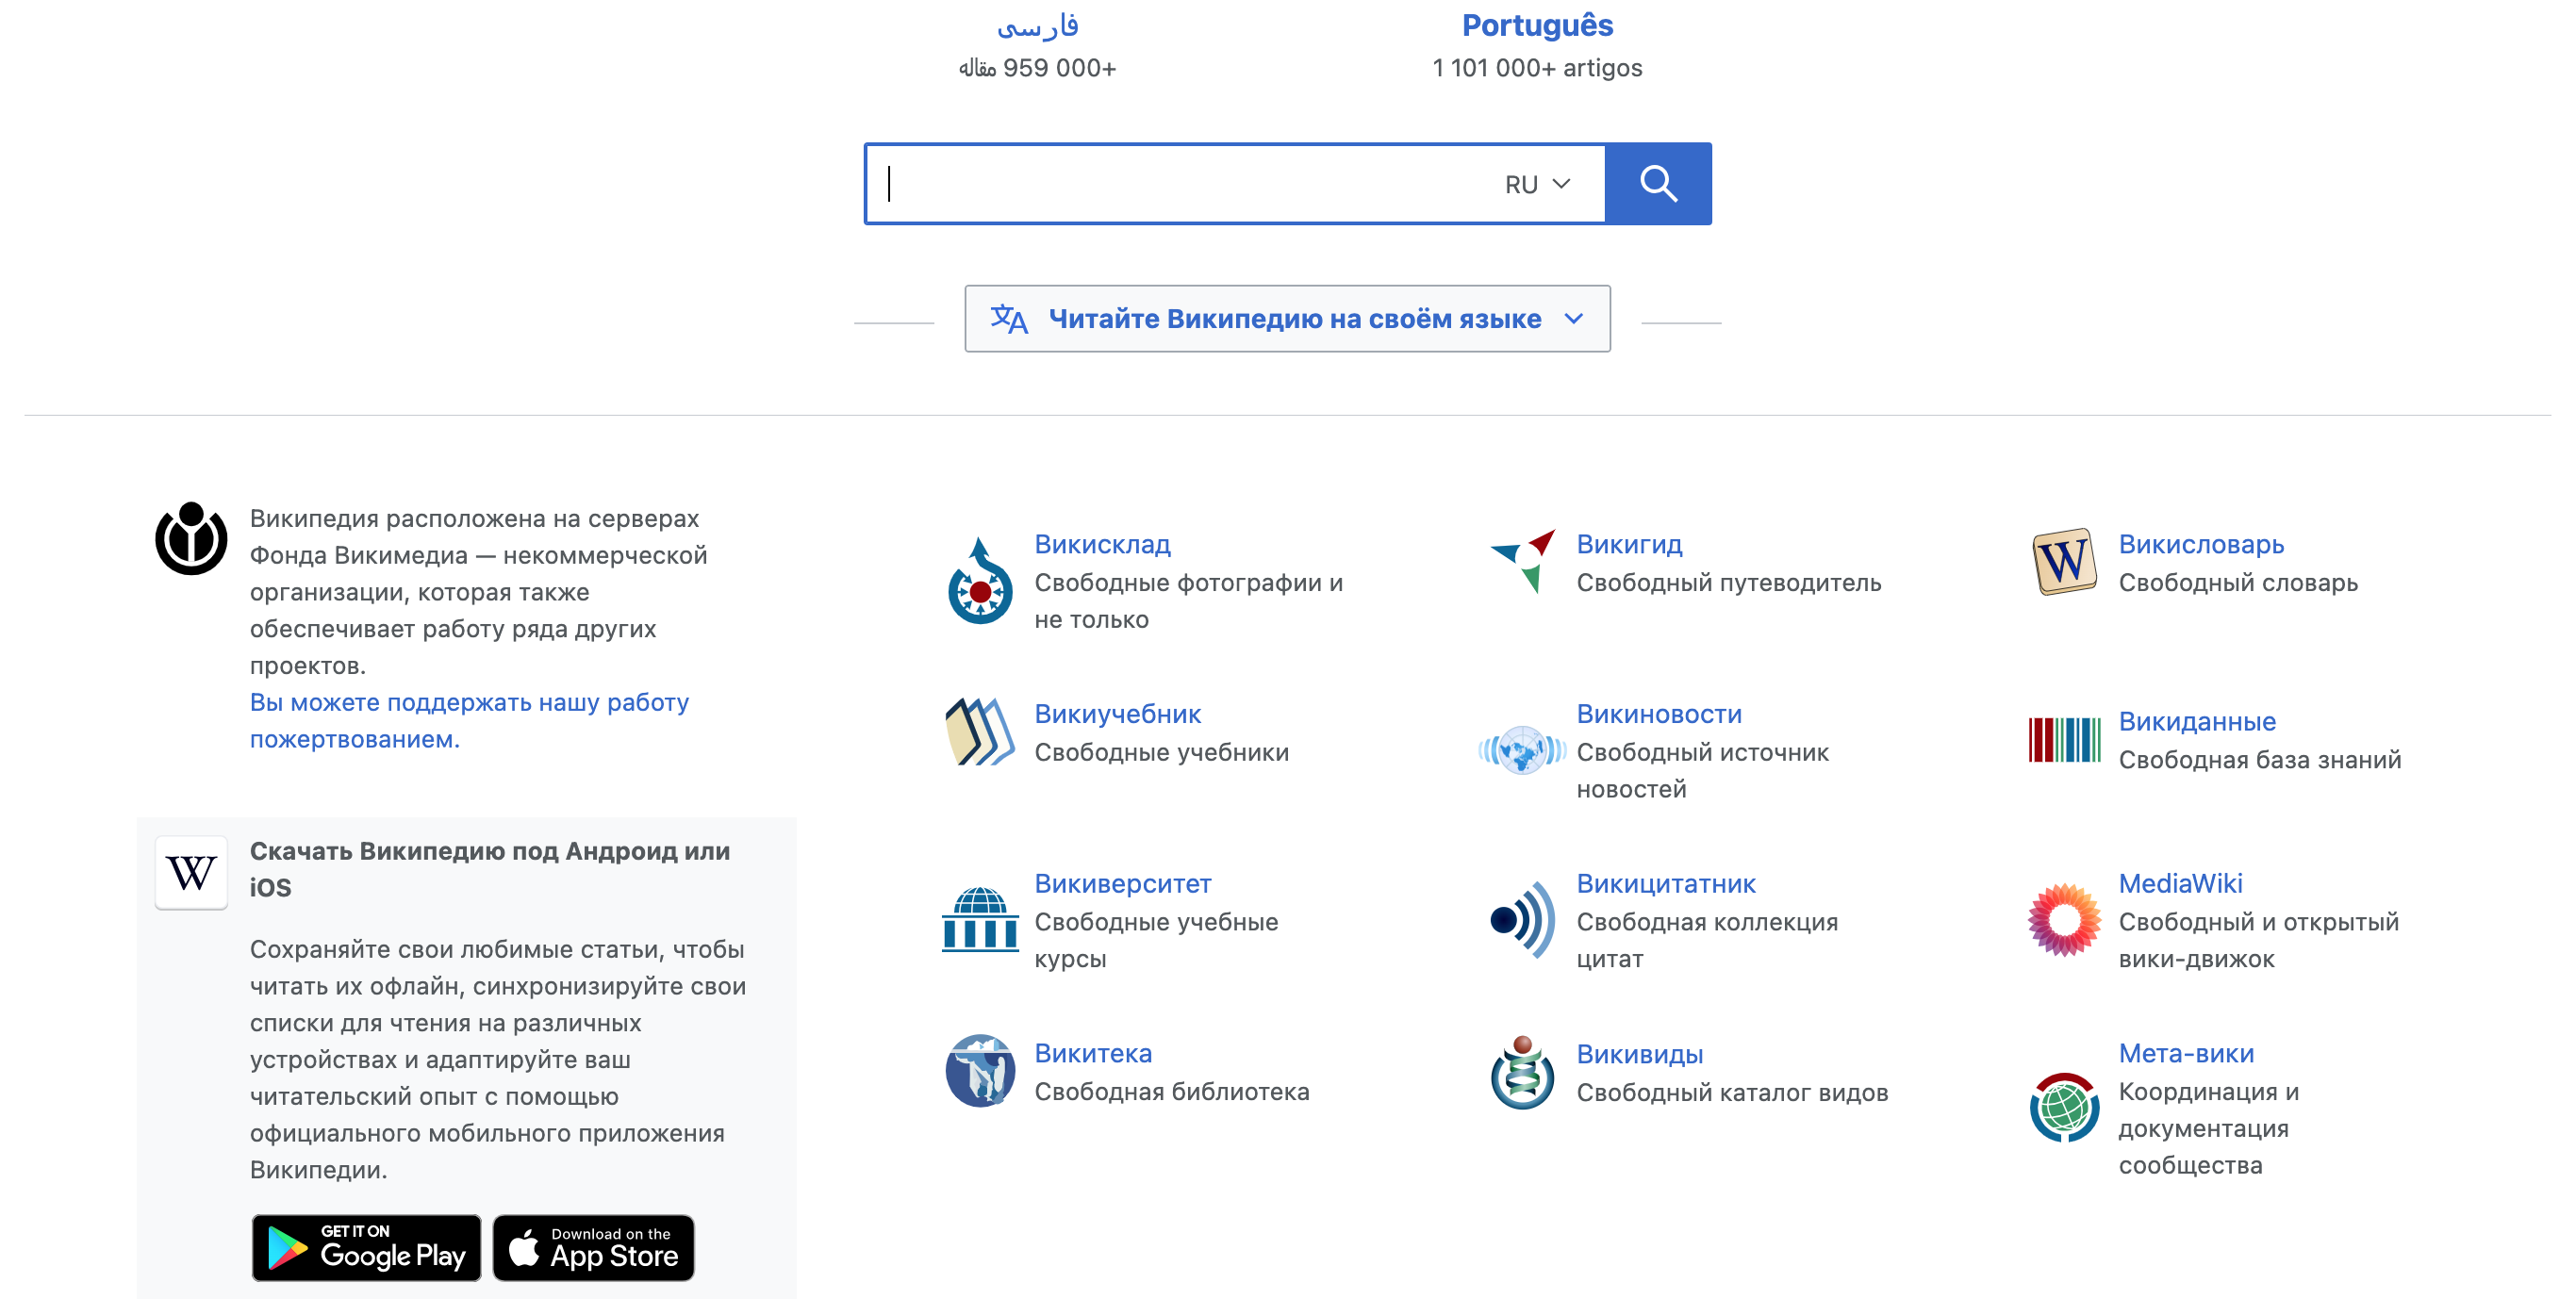 فارسی
959 000+ مقاله
Português
1 101 000+ artigos
RU
Читайте Википедию на своём языке
Википедия расположена на серверах
Фонда Викимедиа — некоммерческой
организации, которая также
обеспечивает работу ряда других
проектов.
Вы можете поддержать нашу работу
пожертвованием.
W
Скачать Википедию под Андроид или
iOS
Сохраняйте свои любимые статьи, чтобы
читать их офлайн, синхронизируйте свои
списки для чтения на различных
устройствах и адаптируйте ваш
читательский опыт с помощью
официального мобильного приложения
Википедии.
GET IT ON
Google Play
Download on the
App Store
Викисклад
Свободные фотографии и
не только
Викигид
Свободный путеводитель
W
Викисловарь
Свободный словарь
Викиучебник
Свободные учебники
Викиновости
Свободный источник
новостей
Викиданные
Свободная база знаний
Викиверситет
Свободные учебные
курсы
Викицитатник
Свободная коллекция
цитат
MediaWiki
Свободный и открытый
вики-движок
Викитека
Свободная библиотека
Викивиды
Свободный каталог видов
Мета-вики
Координация и
документация
сообщества